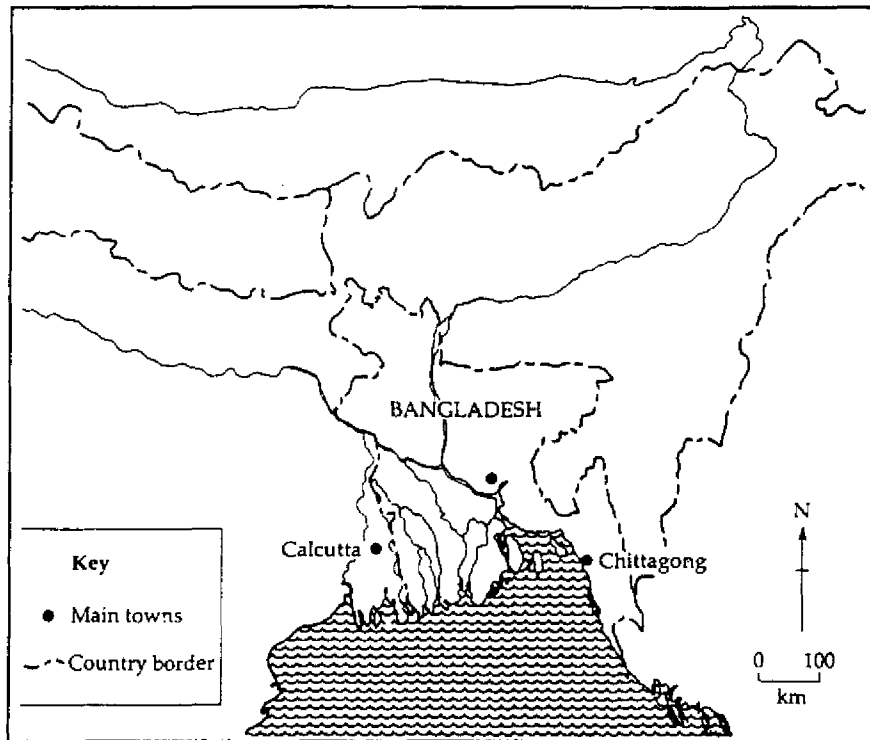 BANGLADESH
Calcutta
Chittagong
Key
Main towns
Country border
N
0 100
km